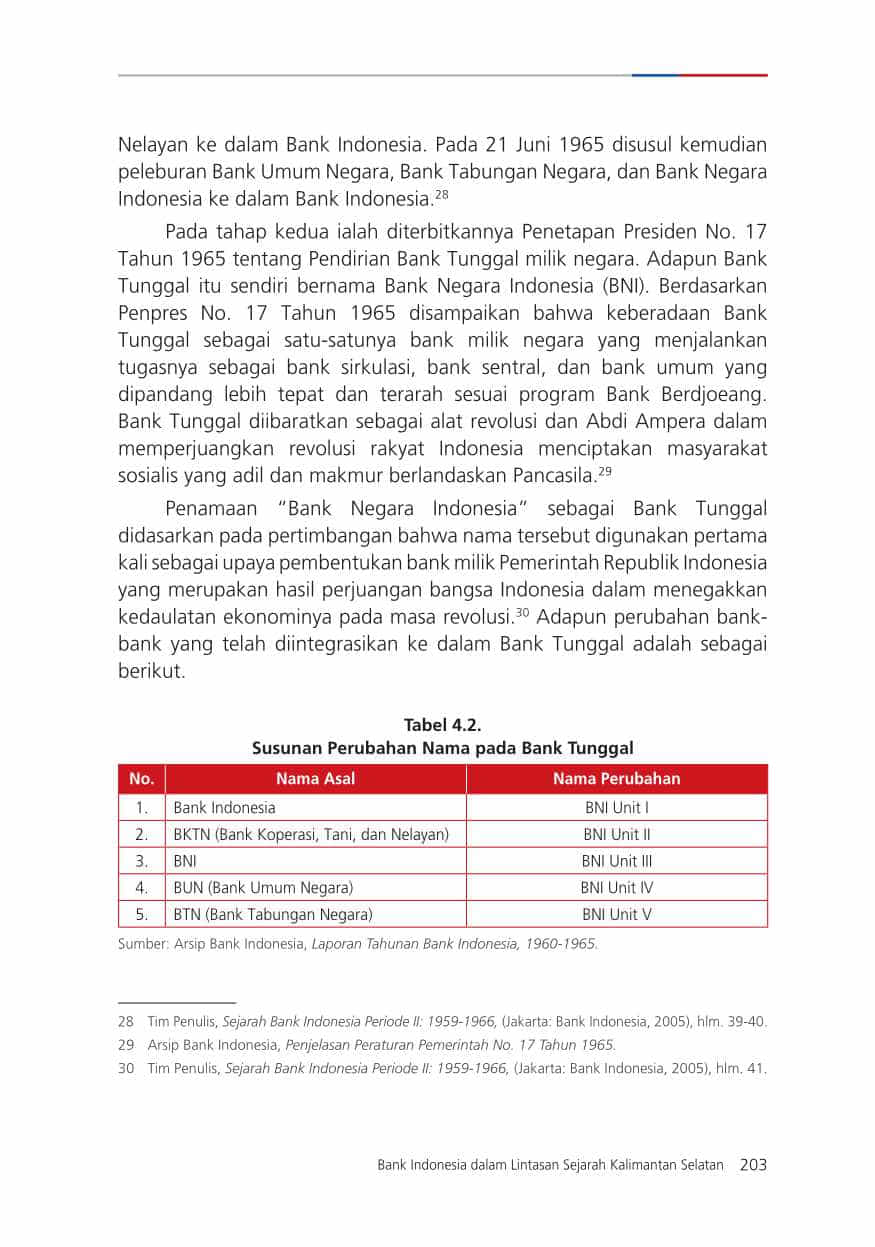 Nelayan ke dalam Bank Indonesia. Pada 21 Juni 1965 disusul kemudian
peleburan Bank Umum Negara, Bank Tabungan Negara, dan Bank Negara
Indonesia ke dalam Bank Indonesia.28
Pada tahap kedua ialah diterbitkannya Penetapan Presiden No. 17
Tahun 1965 tentang Pendirian Bank Tunggal milik negara. Adapun Bank
Tunggal itu sendiri bernama Bank Negara Indonesia (BNI). Berdasarkan
Penpres No. 17 Tahun 1965 disampaikan bahwa keberadaan Bank
Tunggal sebagai satu-satunya bank milik negara yang menjalankan
tugasnya sebagai bank sirkulasi, bank sentral, dan bank umum yang
dipandang lebih tepat dan terarah sesuai program Bank Berdjoeang.
Bank Tunggal diibaratkan sebagai alat revolusi dan Abdi Ampera dalam
memperjuangkan revolusi rakyat Indonesia menciptakan masyarakat
sosialis yang adil dan makmur berlandaskan Pancasila.29
Penamaan “Bank Negara Indonesia” sebagai Bank Tunggal
didasarkan pada pertimbangan bahwa nama tersebut digunakan pertama
kali sebagai upaya pembentukan bank milik Pemerintah Republik Indonesia
yang merupakan hasil perjuangan bangsa Indonesia dalam menegakkan
kedaulatan ekonominya pada masa revolusi.30 Adapun perubahan bank-
bank yang telah diintegrasikan ke dalam Bank Tunggal adalah sebagai
berikut.
Tabel 4.2.
Susunan Perubahan Nama pada Bank Tunggal
No. Nama Asal Nama Perubahan
1. Bank Indonesia BNI Unit I
2. BKTN (Bank Koperasi, Tani, dan Nelayan) BNI Unit II
3. BNI BNI Unit III
4. BUN (Bank Umum Negara) BNI Unit IV
5. BTN (Bank Tabungan Negara) BNI Unit V
Sumber: Arsip Bank Indonesia, Laporan Tahunan Bank Indonesia, 1960-1965.
28 Tim Penulis, Sejarah Bank Indonesia Periode II: 1959-1966, (Jakarta: Bank Indonesia, 2005), hlm. 39-40.
29 Arsip Bank Indonesia, Penjelasan Peraturan Pemerintah No. 17 Tahun 1965.
30 Tim Penulis, Sejarah Bank Indonesia Periode II: 1959-1966, (Jakarta: Bank Indonesia, 2005), hlm. 41.
Bank Indonesia dalam Lintasan Sejarah Kalimantan Selatan 203